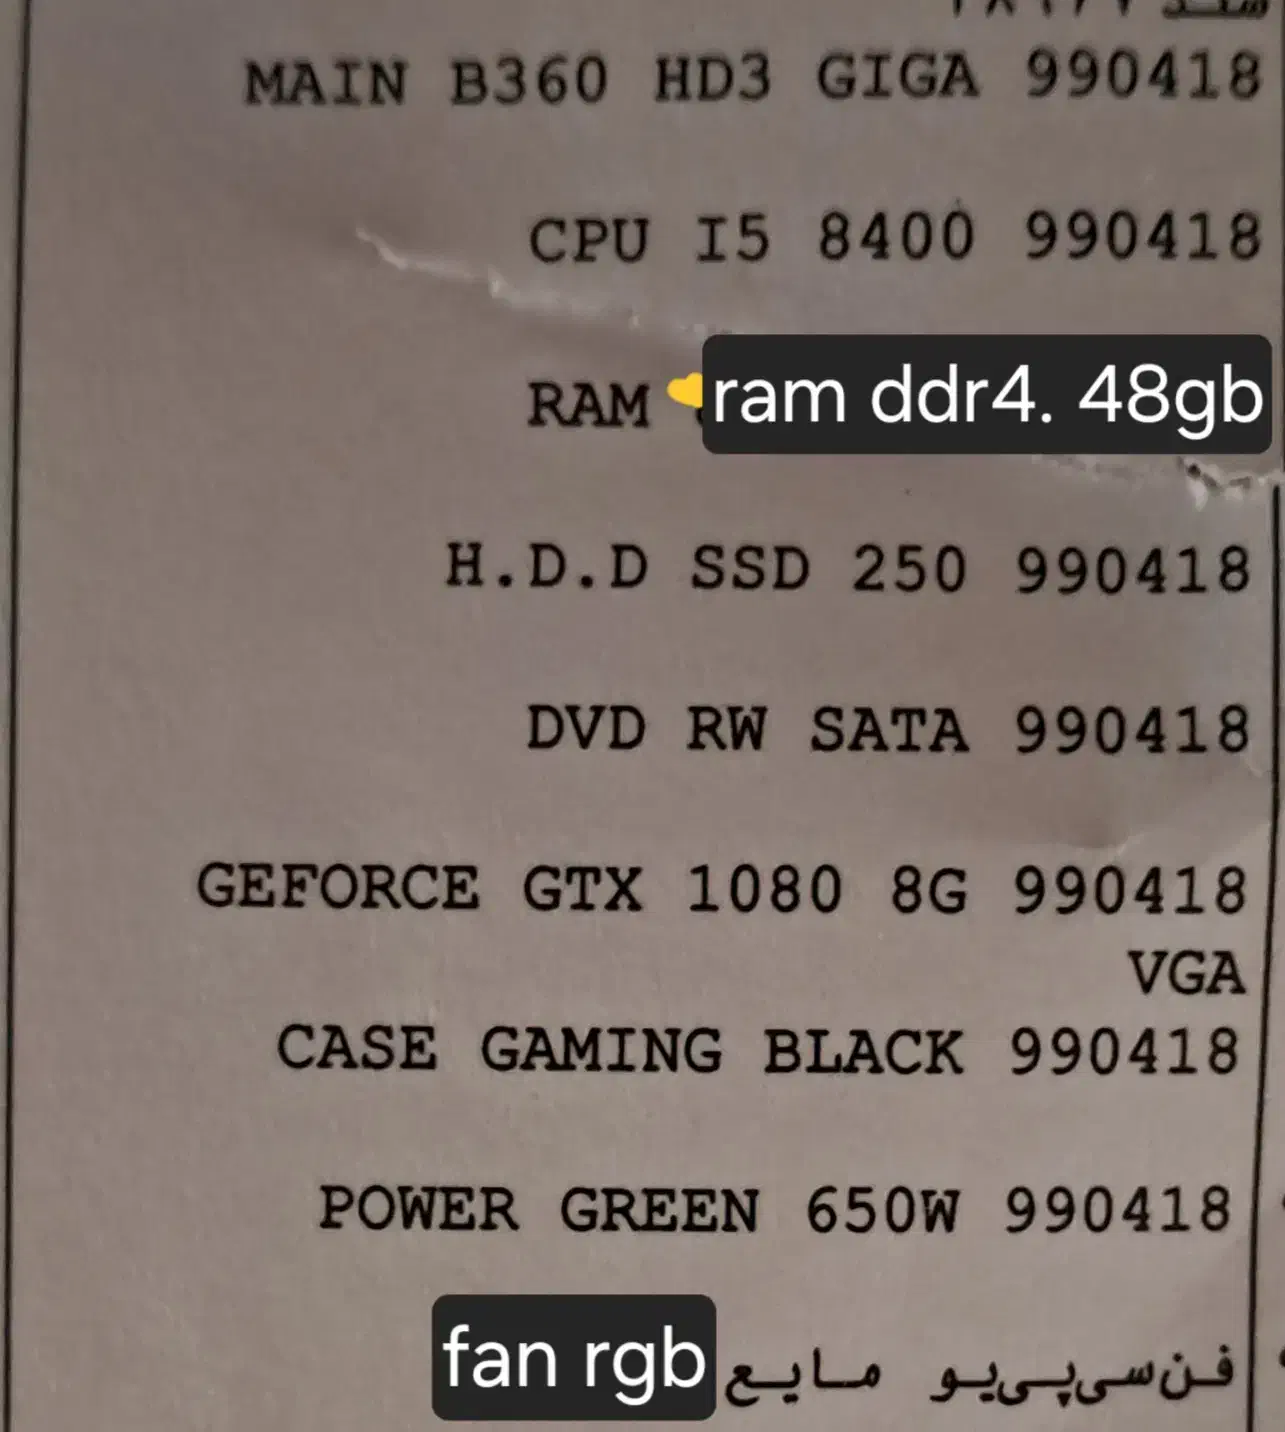 MAIN B360 HD3 GIGA 990418
CPU I5 8400 990418
RAM ram ddr4. 48gb
H.D.D SSD 250 990418
DVD RW SATA 990418
GEFORCE GTX 1080 8G 990418
VGA
CASE GAMING BLACK 990418
POWER GREEN 650W 990418
فن‌سی‌پی‌یو مایع fan rgb